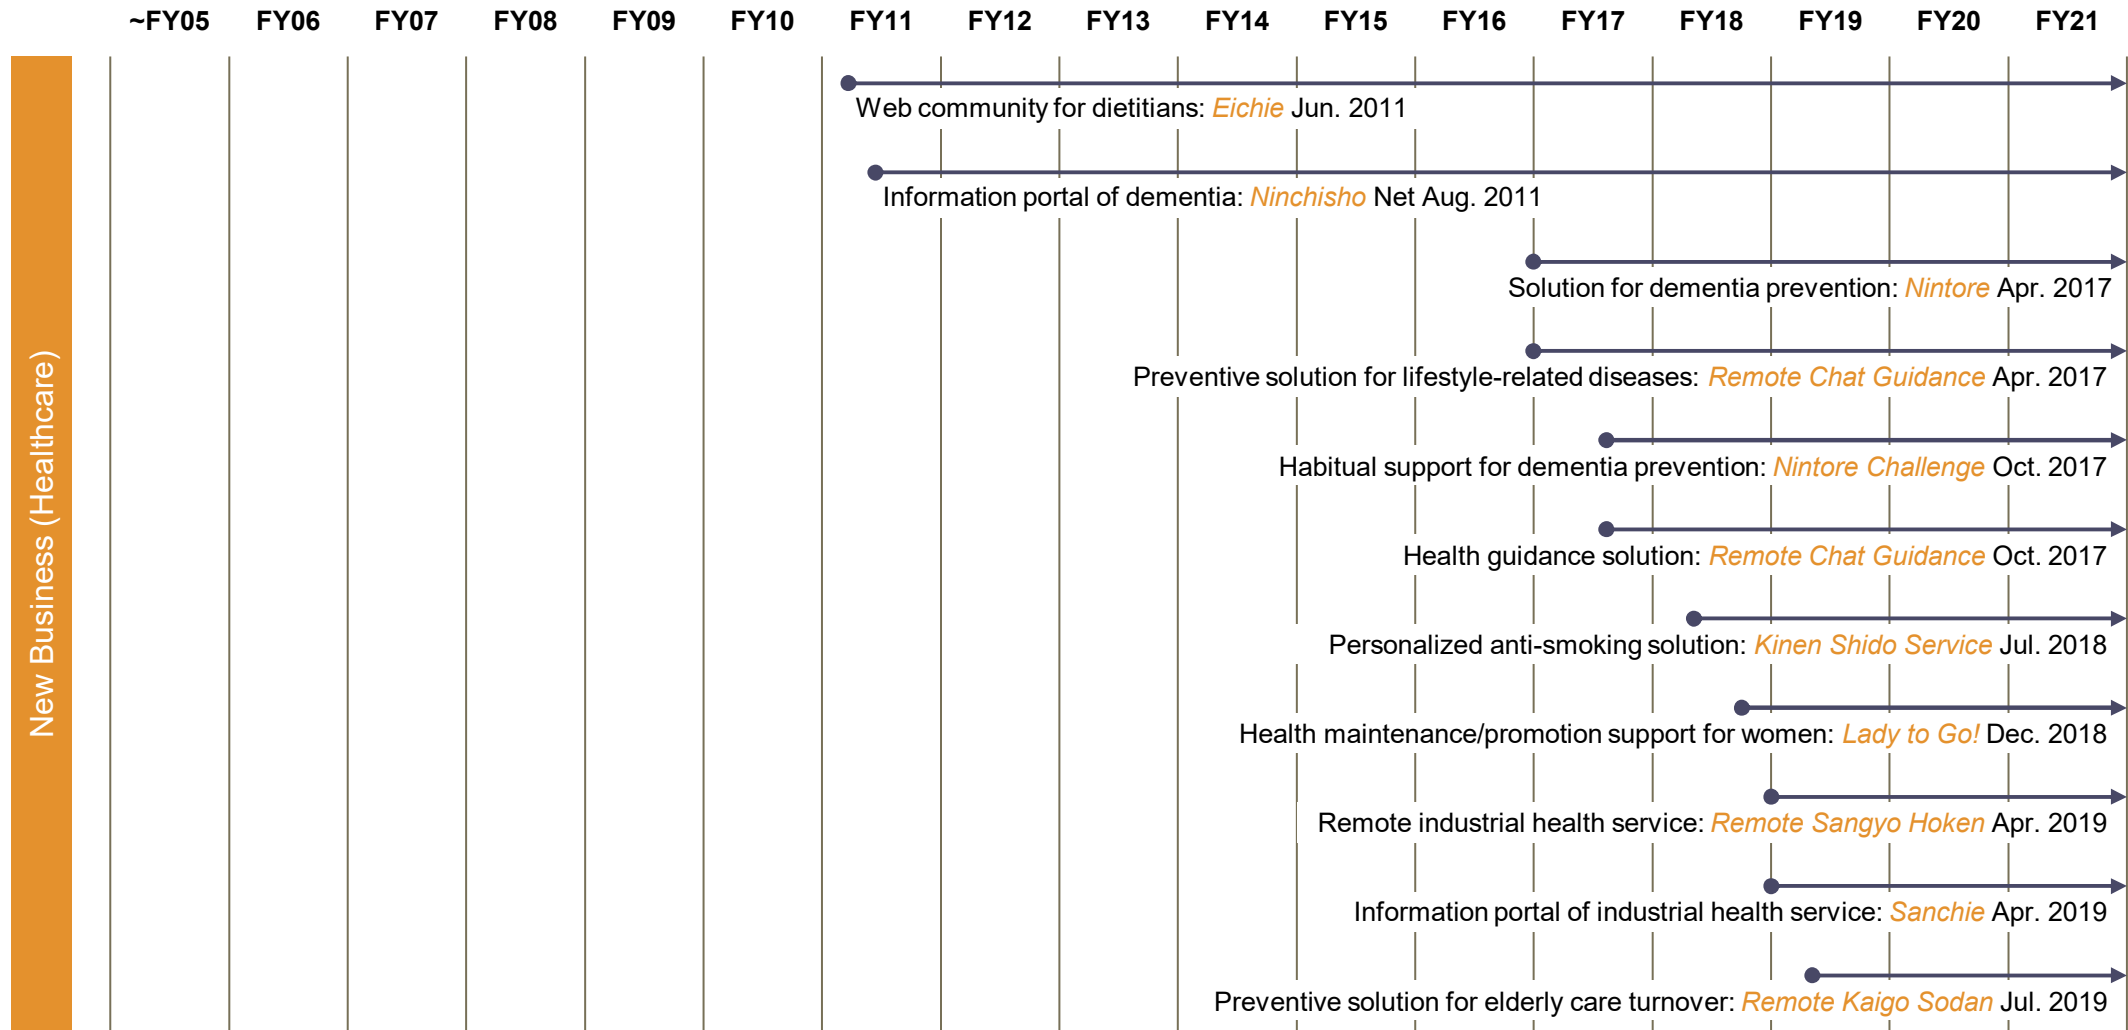 ~FY05 FY06 FY07 FY08 FY09 FY10 FY11 FY12 FY13 FY14 FY15 FY16 FY17 FY18 FY19 FY20 FY21
New Business (Healthcare)
Web community for dietitians: Eichie Jun. 2011
Information portal of dementia: Ninchisho Net Aug. 2011
Solution for dementia prevention: Nintore Apr. 2017
Preventive solution for lifestyle-related diseases: Remote Chat Guidance Apr. 2017
Habitual support for dementia prevention: Nintore Challenge Oct. 2017
Health guidance solution: Remote Chat Guidance Oct. 2017
Personalized anti-smoking solution: Kinen Shido Service Jul. 2018
Health maintenance/promotion support for women: Lady to Go! Dec. 2018
Remote industrial health service: Remote Sangyo Hoken Apr. 2019
Information portal of industrial health service: Sanchie Apr. 2019
Preventive solution for elderly care turnover: Remote Kaigo Sodan Jul. 2019